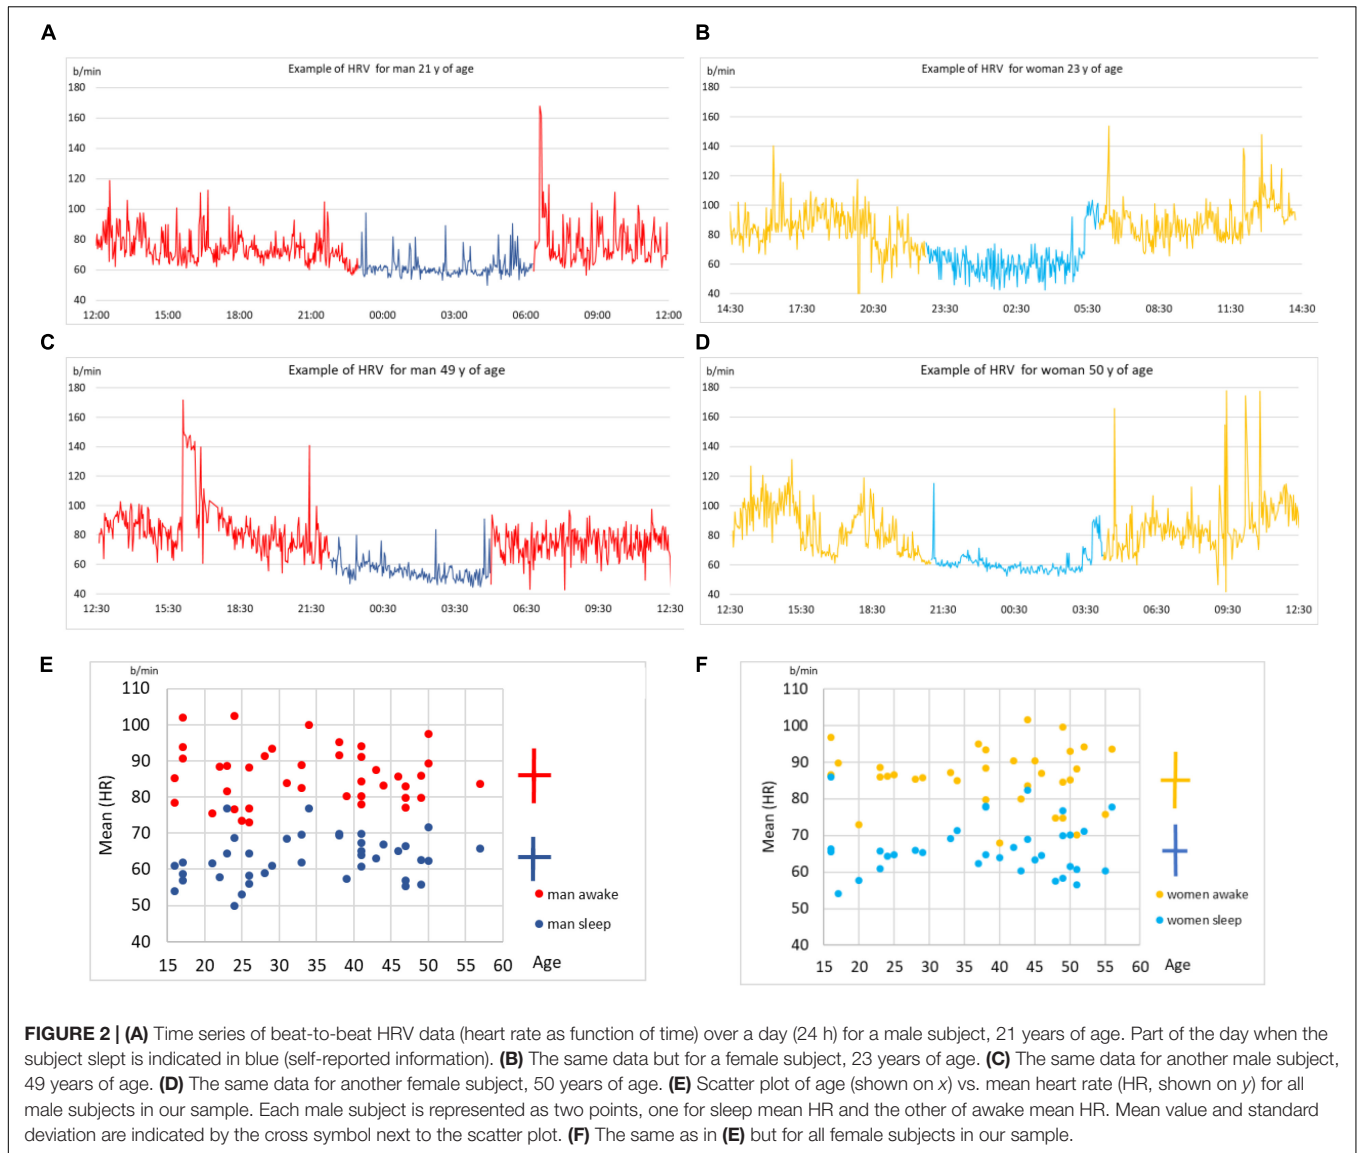 A
b/min
Example of HRV for man 21 y of age
180
160
140
120
100
80
60
40
12:00 15:00 18:00 21:00 00:00 03:00 06:00 09:00 12:00
B
b/min
Example of HRV for woman 23 y of age
180
160
140
120
100
80
60
40
14:30 17:30 20:30 23:30 02:30 05:30 08:30 11:30 14:30
C
b/min
Example of HRV for man 49 y of age
180
160
140
120
100
80
60
40
12:30 15:30 18:30 21:30 00:30 03:30 06:30 09:30 12:30
D
b/min
Example of HRV for woman 50 y of age
180
160
140
120
100
80
60
40
12:30 15:30 18:30 21:30 00:30 03:30 06:30 09:30 12:30
E
b/min
110
100
90
80
70
60
50
40
Mean (HR)
man awake
man sleep
15 20 25 30 35 40 45 50 55 60 Age
F
b/min
110
100
90
80
70
60
50
40
Mean (HR)
women awake
women sleep
15 20 25 30 35 40 45 50 55 60 Age
FIGURE 2 | (A) Time series of beat-to-beat HRV data (heart rate as function of time) over a day (24 h) for a male subject, 21 years of age. Part of the day when the
subject slept is indicated in blue (self-reported information). (B) The same data but for a female subject, 23 years of age. (C) The same data for another male subject,
49 years of age. (D) The same data for another female subject, 50 years of age. (E) Scatter plot of age (shown on x) vs. mean heart rate (HR, shown on y) for all
male subjects in our sample. Each male subject is represented as two points, one for sleep mean HR and the other of awake mean HR. Mean value and standard
deviation are indicated by the cross symbol next to the scatter plot. (F) The same as in (E) but for all female subjects in our sample.